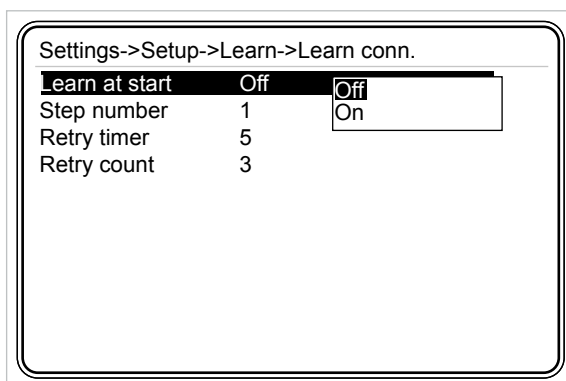 Settings->Setup->Learn->Learn conn.
Learn at start Off Off
Step number 1 On
Retry timer 5
Retry count 3